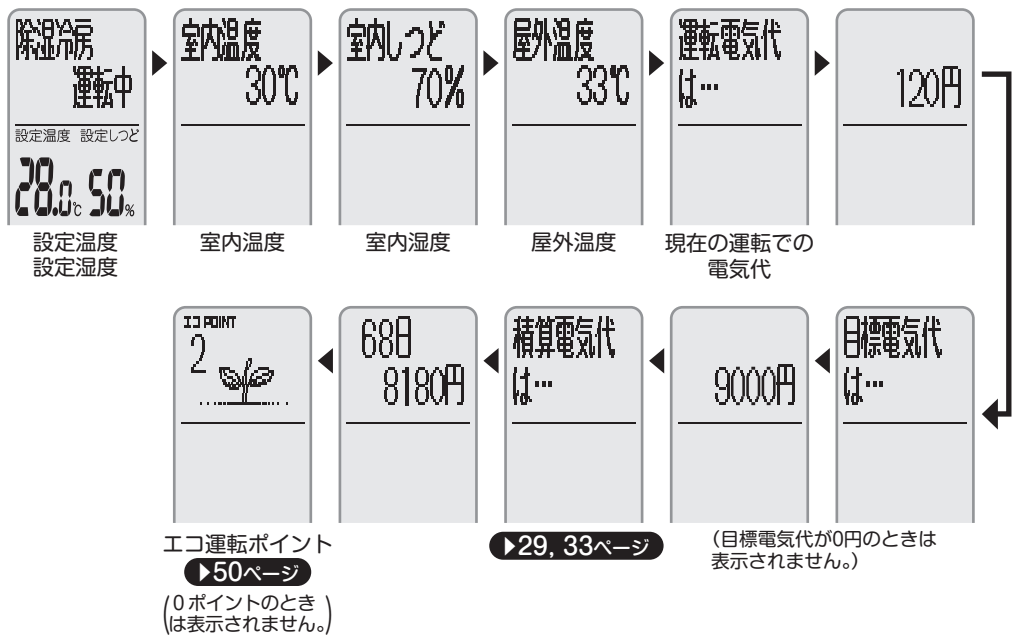 除湿冷房
運転中
設定温度 設定しつど
28.0℃ 50%
設定温度
設定湿度
室内温度
30℃
室内温度
室内しつど
70%
室内湿度
屋外温度
33℃
屋外温度
運転電気代
は…
現在の運転での
電気代
120円
目標電気代
は…
9000円
(目標電気代が0円のときは
表示されません。)
積算電気代
は…
▶29, 33ページ
68日
8180円
エコ POINT
2
エコ運転ポイント
▶50ページ
(0ポイントのとき
は表示されません。)